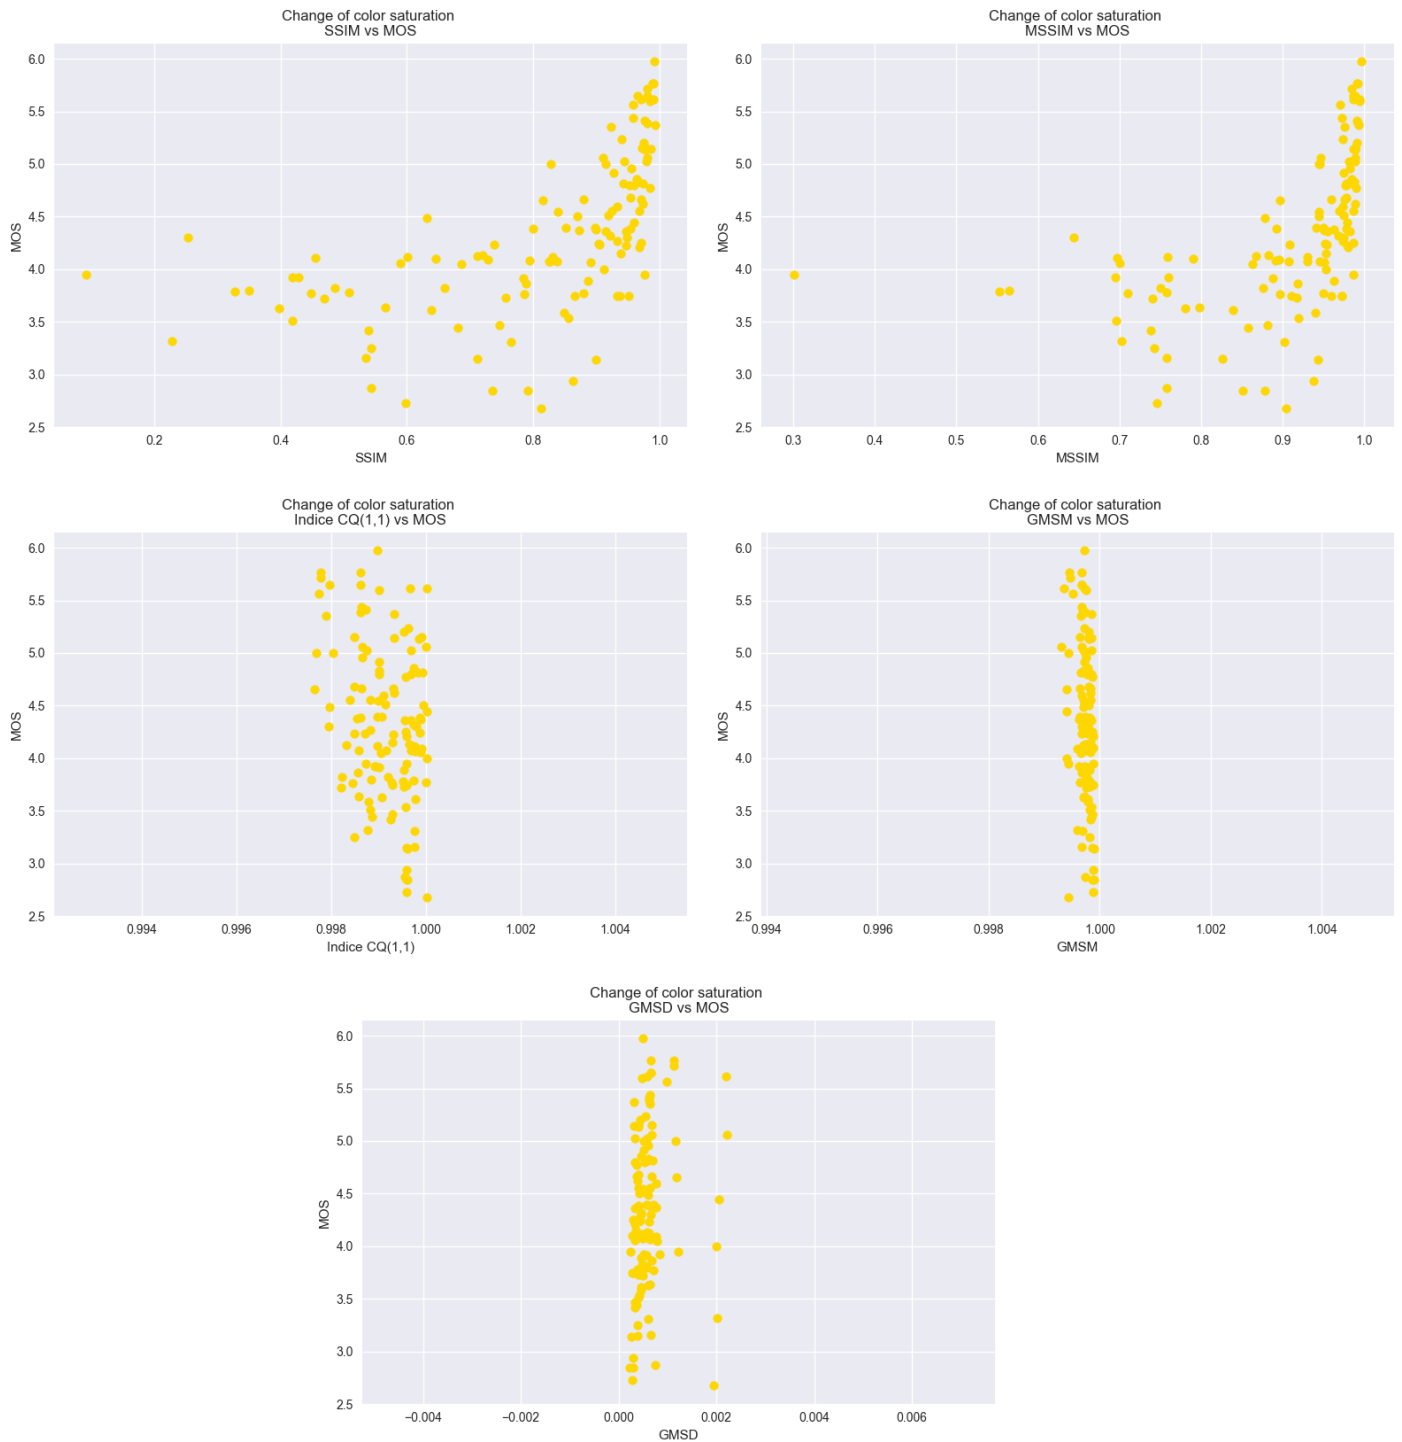 Change of color saturation
SSIM vs MOS
6.0
5.5
5.0
4.5
4.0
3.5
3.0
2.5
MOS
0.2 0.4 0.6 0.8 1.0
SSIM
Change of color saturation
MSSIM vs MOS
6.0
5.5
5.0
4.5
4.0
3.5
3.0
2.5
MOS
0.3 0.4 0.5 0.6 0.7 0.8 0.9 1.0
MSSIM
Change of color saturation
Indice CQ(1,1) vs MOS
6.0
5.5
5.0
4.5
4.0
3.5
3.0
2.5
MOS
0.994 0.996 0.998 1.000 1.002 1.004
Indice CQ(1,1)
Change of color saturation
GMSM vs MOS
6.0
5.5
5.0
4.5
4.0
3.5
3.0
2.5
MOS
0.994 0.996 0.998 1.000 1.002 1.004
GMSM
Change of color saturation
GMSD vs MOS
6.0
5.5
5.0
4.5
4.0
3.5
3.0
2.5
MOS
−0.004 −0.002 0.000 0.002 0.004 0.006
GMSD